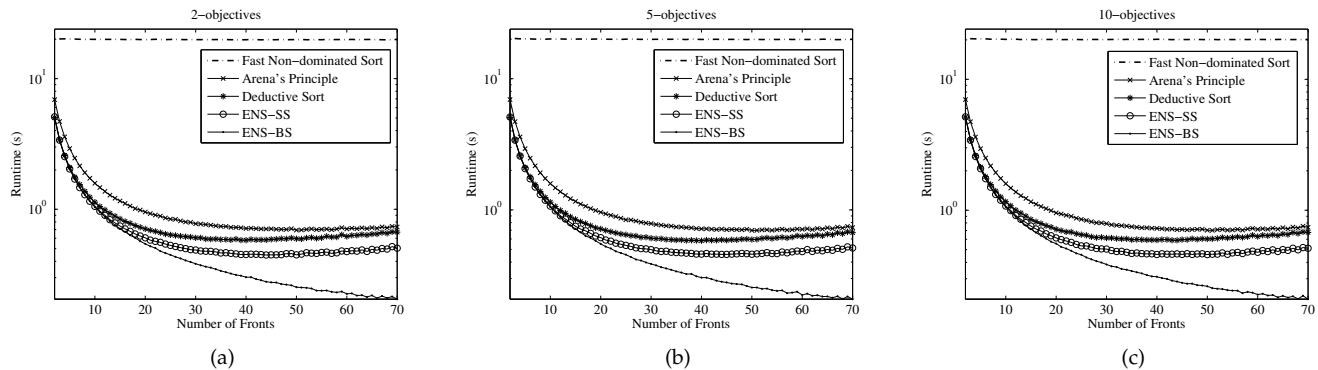 2−objectives
10^1
10^0
Runtime (s)
Fast Non−dominated Sort
Arena's Principle
Deductive Sort
ENS−SS
ENS−BS
10 20 30 40 50 60 70
Number of Fronts
(a)
5−objectives
10^1
10^0
Runtime (s)
Fast Non−dominated Sort
Arena's Principle
Deductive Sort
ENS−SS
ENS−BS
10 20 30 40 50 60 70
Number of Fronts
(b)
10−objectives
10^1
10^0
Runtime (s)
Fast Non−dominated Sort
Arena's Principle
Deductive Sort
ENS−SS
ENS−BS
10 20 30 40 50 60 70
Number of Fronts
(c)